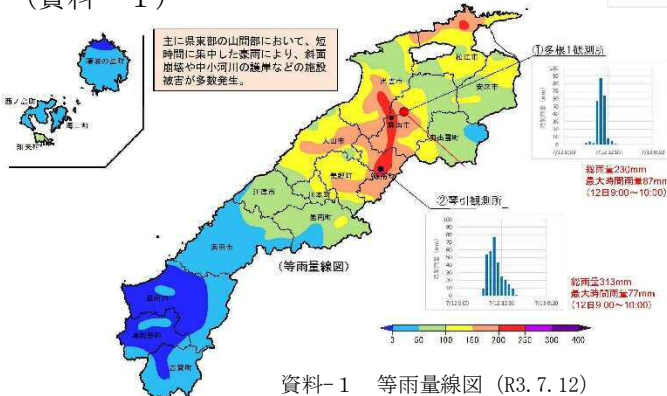 (資料－１)
主に県東部の山間部において、短
時間に集中した豪雨により、斜面
崩壊や中小河川の護岸などの施設
被害が多数発生。
隠岐の島町
西ノ島町
海士町
知夫村
松江市
出雲市
安来市
雲南市
奥出雲町
大田市
飯南町
美郷町
川本町
江津市
邑南町
浜田市
益田市
津和野町
吉賀町
①多根1観測所
総雨量230mm
最大時間雨量87mm
(12日9:00～10:00)
②琴引観測所
総雨量313mm
最大時間雨量77mm
(12日9:00～10:00)
(等雨量線図)
0 50 100 150 200 250 300 400
資料-１ 等雨量線図 (R3.7.12)